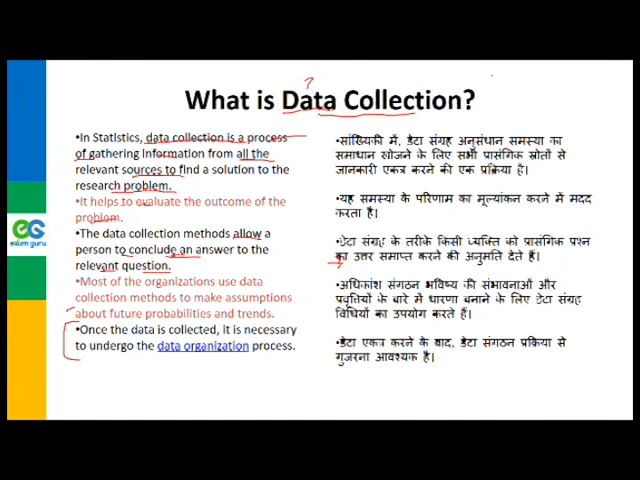 What is Data Collection?
•In Statistics, data collection is a process
of gathering information from all the
relevant sources to find a solution to the
research problem.
•It helps to evaluate the outcome of the
problem.
•The data collection methods allow a
person to conclude an answer to the
relevant question.
•Most of the organizations use data
collection methods to make assumptions
about future probabilities and trends.
•Once the data is collected, it is necessary
to undergo the data organization process.
•सांख्यिकी में, डेटा संग्रह अनुसंधान समस्या का
समाधान खोजने के लिए सभी प्रासंगिक स्रोतों से
जानकारी एकत्र करने की एक प्रक्रिया है।
•यह समस्या के परिणाम का मूल्यांकन करने में मदद
करता है।
•डेटा संग्रह के तरीके किसी व्यक्ति को प्रासंगिक प्रश्न
का उत्तर समाप्त करने की अनुमति देते हैं।
•अधिकांश संगठन भविष्य की संभावनाओं और
प्रवृत्तियों के बारे में धारणा बनाने के लिए डेटा संग्रह
विधियों का उपयोग करते हैं।
•डेटा एकत्र करने के बाद, डेटा संगठन प्रक्रिया से
गुजरना आवश्यक है।
eG
eklum guru